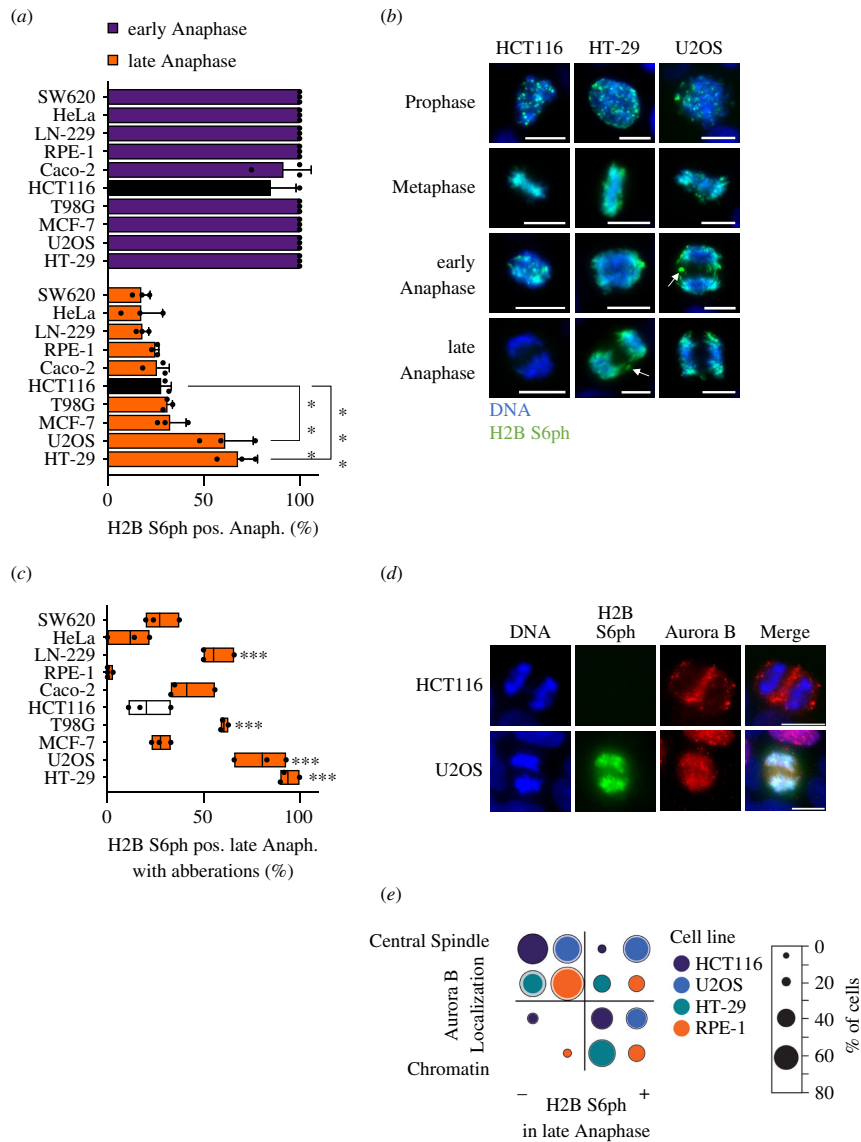 (a)
early Anaphase
late Anaphase
SW620
HeLa
LN-229
RPE-1
Caco-2
HCT116
T98G
MCF-7
U2OS
HT-29
SW620
HeLa
LN-229
RPE-1
Caco-2
HCT116
T98G
MCF-7
U2OS
HT-29
* * *
* * *
0 50 100
H2B S6ph pos. Anaph. (%)
(b)
HCT116 HT-29 U2OS
Prophase
Metaphase
early
Anaphase
late
Anaphase
DNA
H2B S6ph
(c)
SW620
HeLa
LN-229 ***
RPE-1
Caco-2
HCT116
T98G ***
MCF-7
U2OS ***
HT-29 ***
0 50 100
H2B S6ph pos. late Anaph.
with abberations (%)
(d)
DNA H2B S6ph Aurora B Merge
HCT116
U2OS
(e)
Central Spindle
Aurora B
Localization
Chromatin
– +
H2B S6ph
in late Anaphase
Cell line
HCT116
U2OS
HT-29
RPE-1
0
20
40
60
80
% of cells